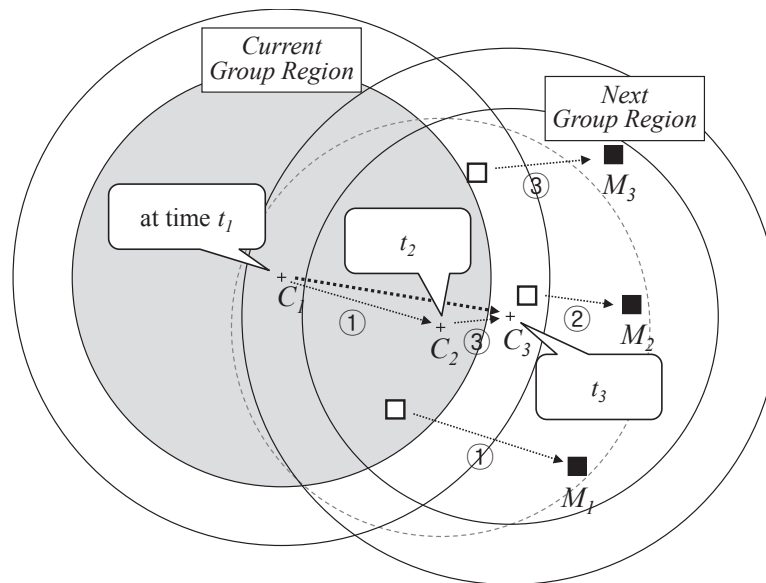 Current
Group Region
Next
Group Region
③
M₃
at time t₁
t₂
C₁
①
②
C₂
③
C₃
M₂
t₃
①
M₁